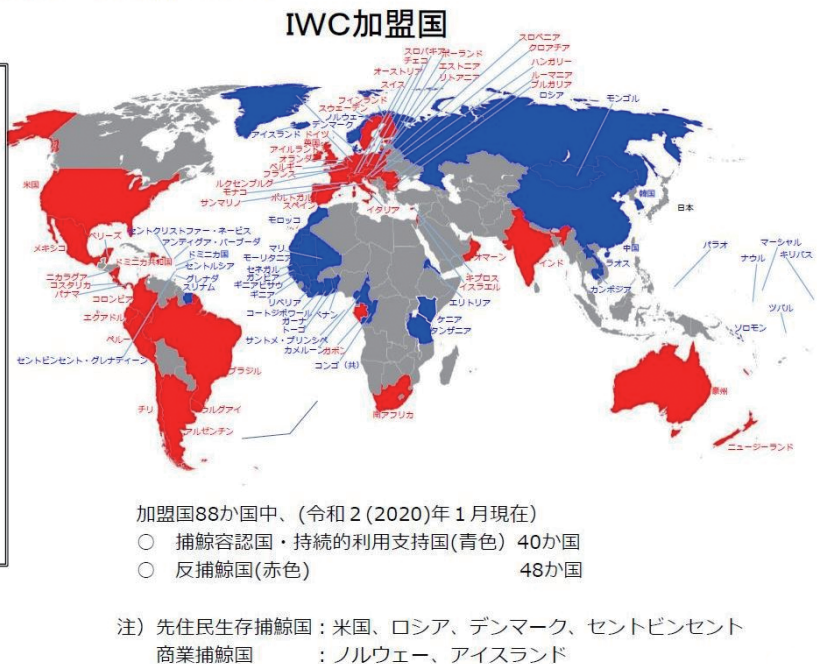 IWC加盟国
スロベニア
クロアチア
スロバキア
ポーランド
チェコ
エストニア
ハンガリー
オーストリア
リトアニア
ルーマニア
スイス
ブルガリア
ロシア
モンゴル
フィンランド
スウェーデン
ノルウェー
デンマーク
アイスランド
ドイツ
英国
アイルランド
オランダ
ベルギー
フランス
ルクセンブルグ
モナコ
サンマリノ
ポルトガル
スペイン
イタリア
米国
韓国
日本
モロッコ
セントクリストファー・ネービス
アンティグア・バーブーダ
ベリーズ
メキシコ
ドミニカ国
ドミニカ共和国
セントルシア
グレナダ
スリナム
ニカラグア
コスタリカ
パナマ
コロンビア
エクアドル
ペルー
セントビンセント・グレナディーン
ブラジル
チリ
ウルグアイ
アルゼンチン
マリ
モーリタニア
セネガル
ガンビア
ギニアビサウ
ギニア
リベリア
コートジボワール
ベナン
ガーナ
トーゴ
サントメ・プリンシペ
カメルーン
ガボン
コンゴ（共）
南アフリカ
オマーン
キプロス
イスラエル
エリトリア
ケニア
タンザニア
インド
中国
ラオス
カンボジア
パラオ
マーシャル
ナウル
キリバス
ツバル
ソロモン
豪州
ニュージーランド
加盟国88か国中、(令和２(2020)年１月現在)
○　捕鯨容認国・持続的利用支持国(青色) 40か国
○　反捕鯨国(赤色) 48か国
注）先住民生存捕鯨国：米国、ロシア、デンマーク、セントビンセント
商業捕鯨国　　　：ノルウェー、アイスランド